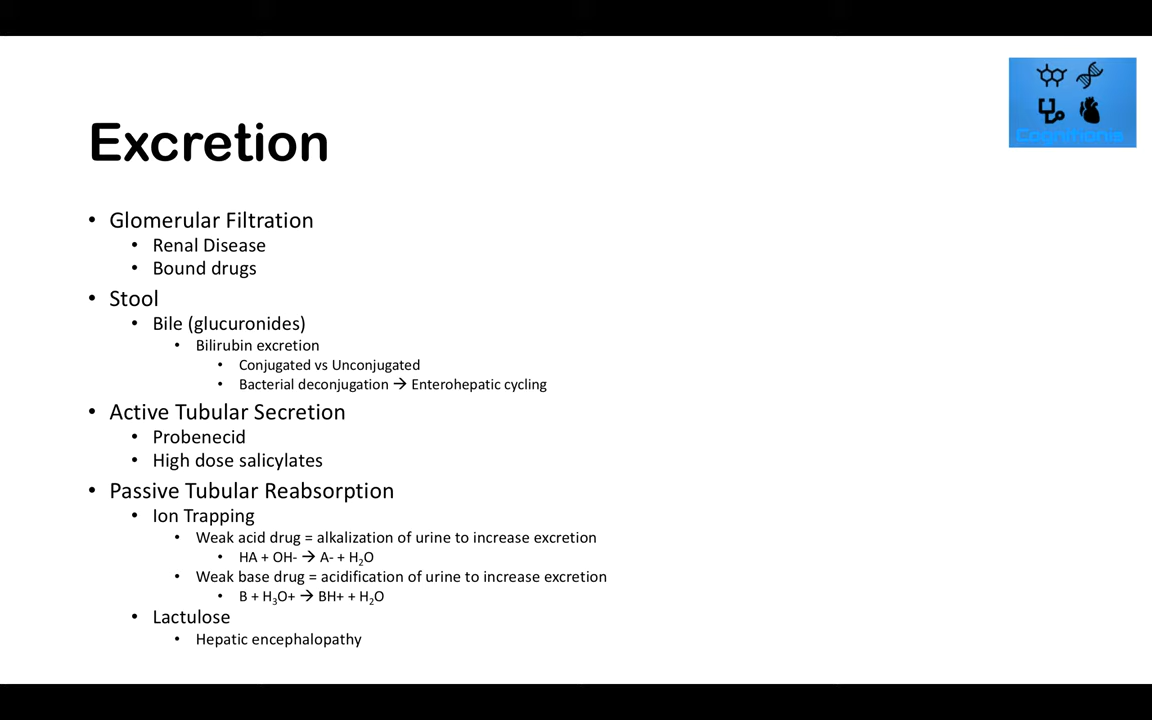 Cognitionis
Excretion
• Glomerular Filtration
• Renal Disease
• Bound drugs
• Stool
• Bile (glucuronides)
• Bilirubin excretion
• Conjugated vs Unconjugated
• Bacterial deconjugation → Enterohepatic cycling
• Active Tubular Secretion
• Probenecid
• High dose salicylates
• Passive Tubular Reabsorption
• Ion Trapping
• Weak acid drug = alkalization of urine to increase excretion
• HA + OH- → A- + H₂O
• Weak base drug = acidification of urine to increase excretion
• B + H₃O+ → BH+ + H₂O
• Lactulose
• Hepatic encephalopathy